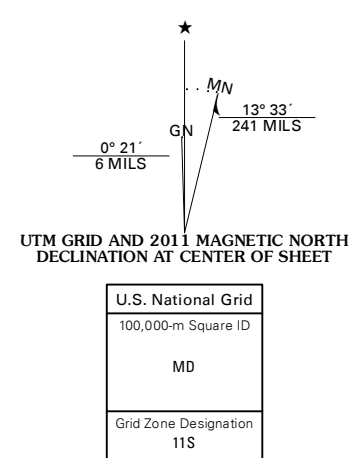 ★
MN
13° 33´
241 MILS
GN
0° 21´
6 MILS
UTM GRID AND 2011 MAGNETIC NORTH
DECLINATION AT CENTER OF SHEET
U.S. National Grid
100,000-m Square ID
MD
Grid Zone Designation
11S